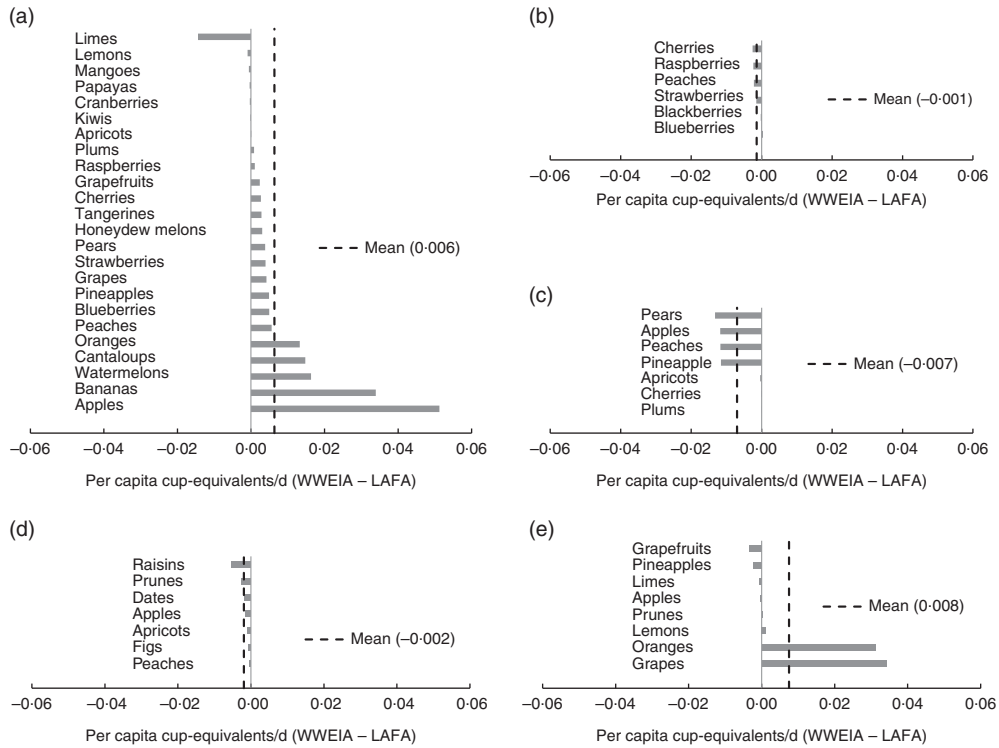 (a)
Limes
Lemons
Mangoes
Papayas
Cranberries
Kiwis
Apricots
Plums
Raspberries
Grapefruits
Cherries
Tangerines
Honeydew melons
Pears
Strawberries
Grapes
Pineapples
Blueberries
Peaches
Oranges
Cantaloups
Watermelons
Bananas
Apples
Mean (0·006)
−0·06 −0·04 −0·02 0·00 0·02 0·04 0·06
Per capita cup-equivalents/d (WWEIA – LAFA)
(b)
Cherries
Raspberries
Peaches
Strawberries
Blackberries
Blueberries
Mean (−0·001)
−0·06 −0·04 −0·02 0·00 0·02 0·04 0·06
Per capita cup-equivalents/d (WWEIA – LAFA)
(c)
Pears
Apples
Peaches
Pineapple
Apricots
Cherries
Plums
Mean (−0·007)
−0·06 −0·04 −0·02 0·00 0·02 0·04 0·06
Per capita cup-equivalents/d (WWEIA – LAFA)
(d)
Raisins
Prunes
Dates
Apples
Apricots
Figs
Peaches
Mean (−0·002)
−0·06 −0·04 −0·02 0·00 0·02 0·04 0·06
Per capita cup-equivalents/d (WWEIA – LAFA)
(e)
Grapefruits
Pineapples
Limes
Apples
Prunes
Lemons
Oranges
Grapes
Mean (0·008)
−0·06 −0·04 −0·02 0·00 0·02 0·04 0·06
Per capita cup-equivalents/d (WWEIA – LAFA)